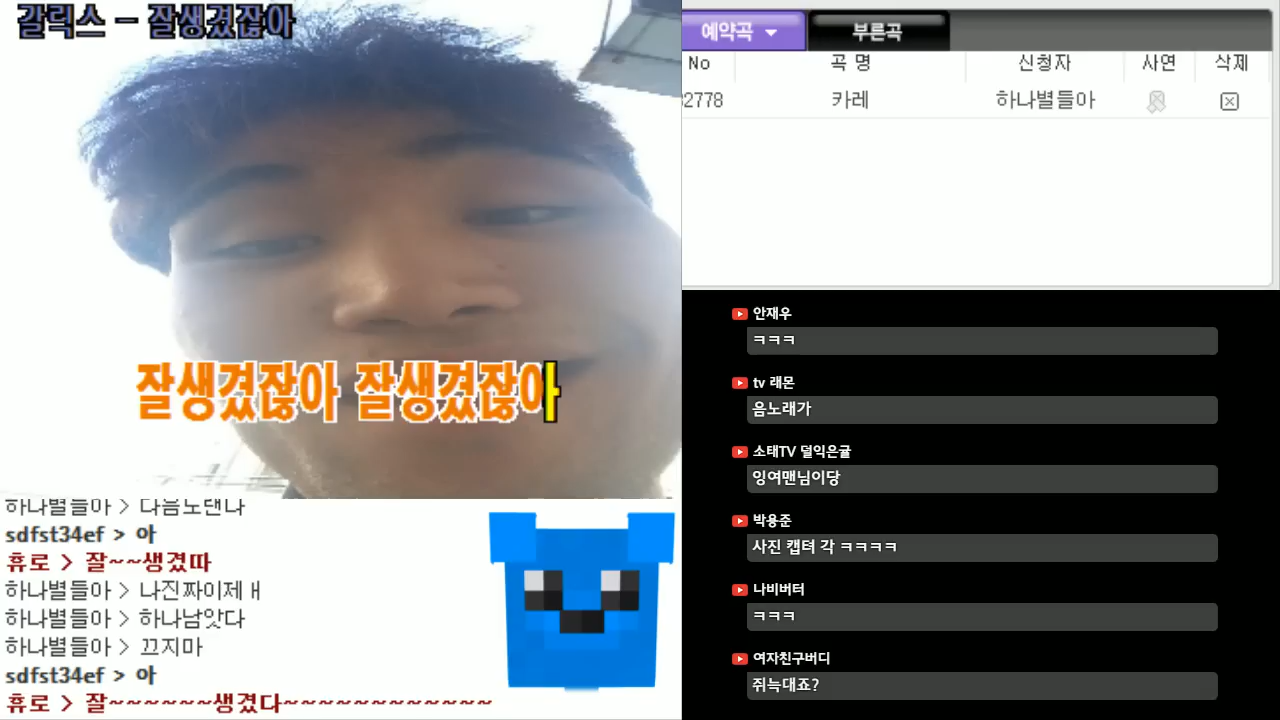 갈릭스 - 잘생겼잖아
잘생겼잖아 잘생겼잖아
하나별들아 > 다음노댄나
sdfst34ef > 아
휴로 > 잘~~생겼따
하나별들아 > 나진짜이제ㅐ
하나별들아 > 하나남앗다
하나별들아 > 끄지마
sdfst34ef > 아
휴로 > 잘~~~~~~생겼다~~~~~~~~~~~~
예약곡 부른곡
No 곡 명 신청자 사연 삭제
2778 카레 하나별들아
안재우
ㅋㅋㅋ
tv 래몬
음노래가
소태TV 덜익은귤
잉여맨님이당
박용준
사진 캡텨 각 ㅋㅋㅋㅋ
나비버터
ㅋㅋㅋ
여자친구버디
쥐늑대죠?